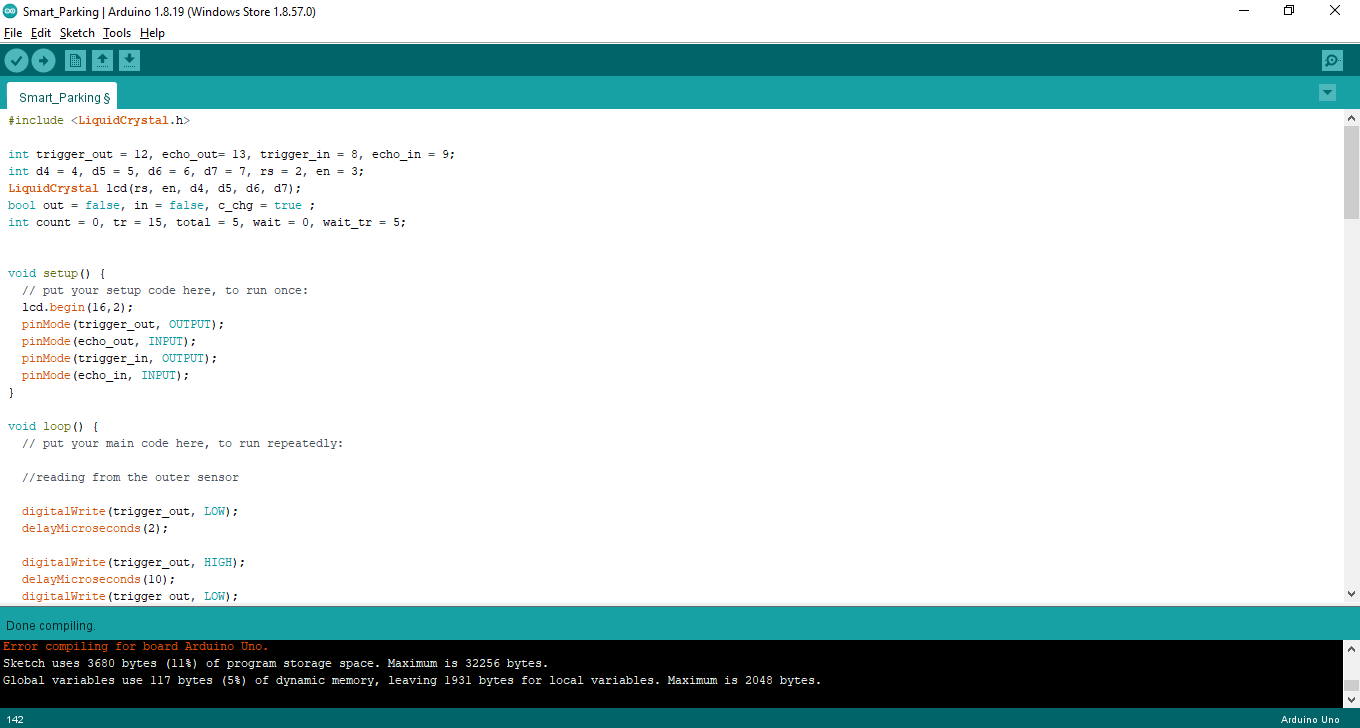 Smart_Parking | Arduino 1.8.19 (Windows Store 1.8.57.0)
File Edit Sketch Tools Help
Smart_Parking §
#include <LiquidCrystal.h>
int trigger_out = 12, echo_out= 13, trigger_in = 8, echo_in = 9;
int d4 = 4, d5 = 5, d6 = 6, d7 = 7, rs = 2, en = 3;
LiquidCrystal lcd(rs, en, d4, d5, d6, d7);
bool out = false, in = false, c_chg = true ;
int count = 0, tr = 15, total = 5, wait = 0, wait_tr = 5;
void setup() {
  // put your setup code here, to run once:
  lcd.begin(16,2);
  pinMode(trigger_out, OUTPUT);
  pinMode(echo_out, INPUT);
  pinMode(trigger_in, OUTPUT);
  pinMode(echo_in, INPUT);
}
void loop() {
  // put your main code here, to run repeatedly:
  //reading from the outer sensor
  digitalWrite(trigger_out, LOW);
  delayMicroseconds(2);
  digitalWrite(trigger_out, HIGH);
  delayMicroseconds(10);
  digitalWrite(trigger_out, LOW);
Done compiling.
Error compiling for board Arduino Uno.
Sketch uses 3680 bytes (11%) of program storage space. Maximum is 32256 bytes.
Global variables use 117 bytes (5%) of dynamic memory, leaving 1931 bytes for local variables. Maximum is 2048 bytes.
142 Arduino Uno